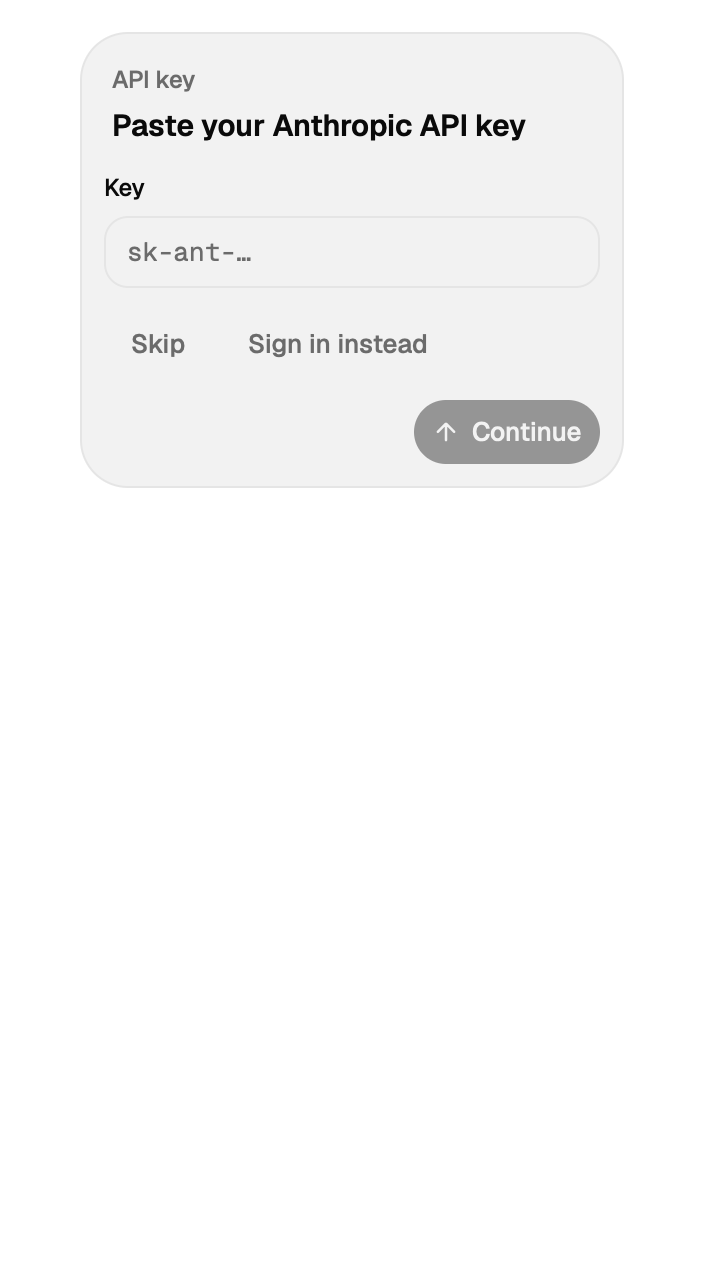 API key
Paste your Anthropic API key
Key
sk-ant-…
Skip
Sign in instead
Continue